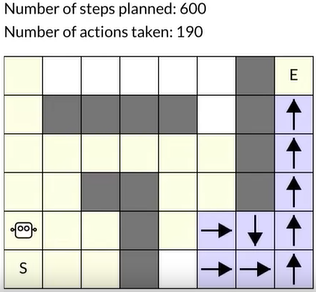 Number of steps planned: 600
Number of actions taken: 190
E
S